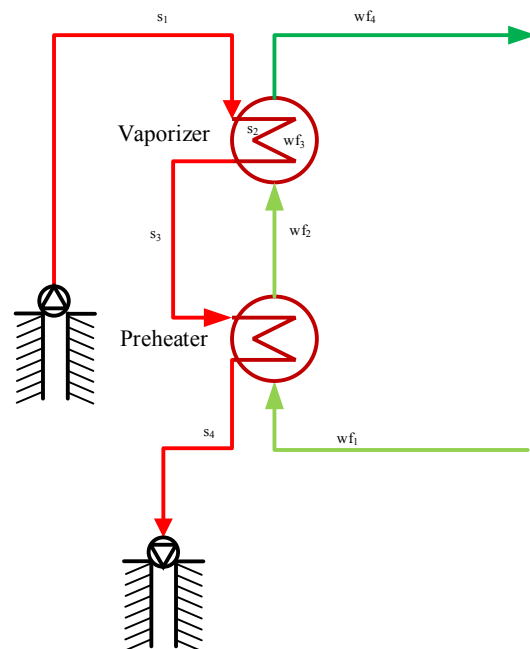 s₁
wf₄
Vaporizer
s₂
wf₃
s₃
wf₂
Preheater
s₄
wf₁